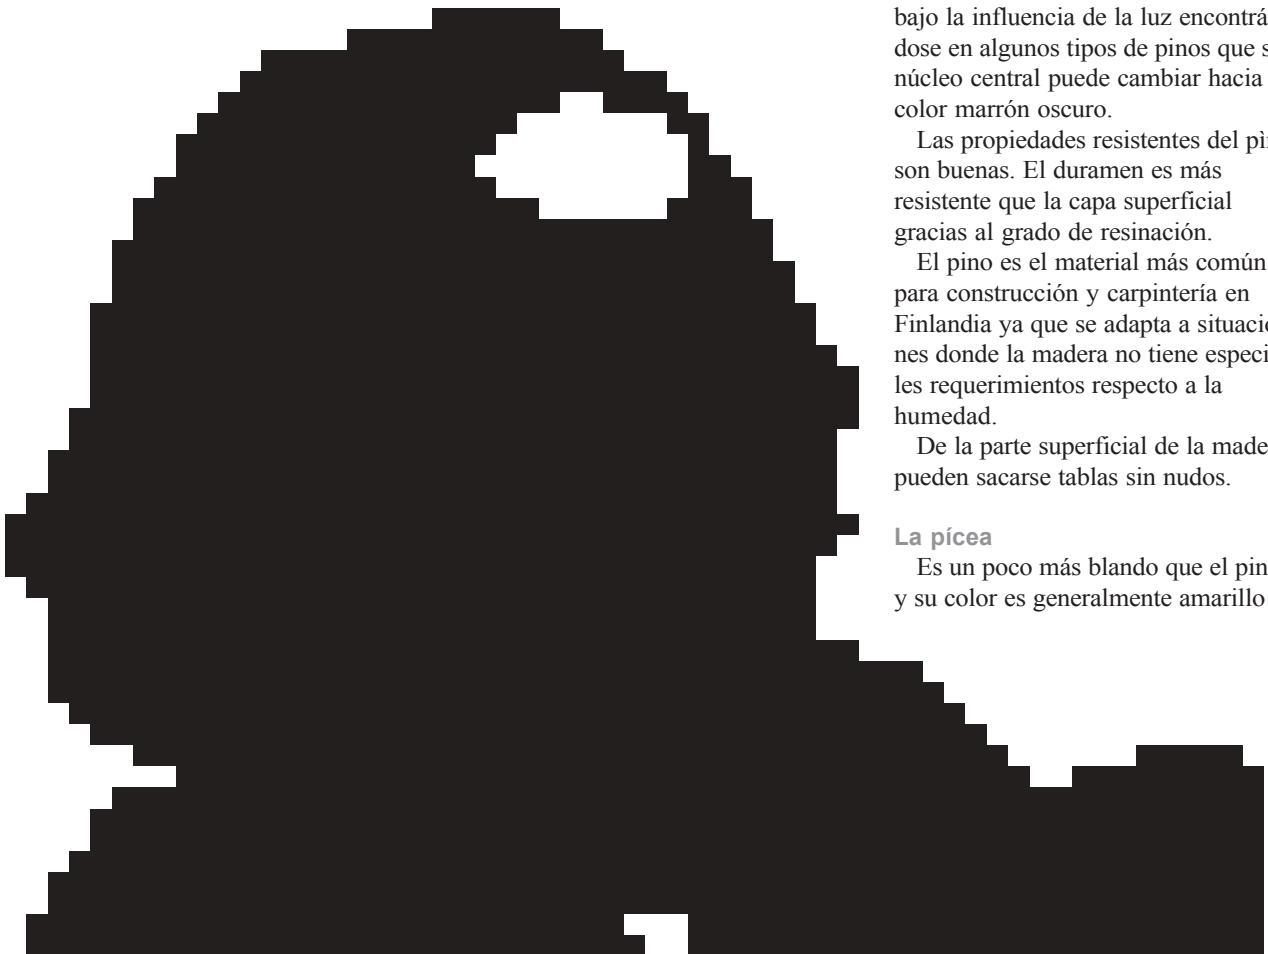 bajo la influencia de la luz encontrá
dose en algunos tipos de pinos que s
núcleo central puede cambiar hacia
color marrón oscuro.
Las propiedades resistentes del pì
son buenas. El duramen es más
resistente que la capa superficial
gracias al grado de resinación.
El pino es el material más común
para construcción y carpintería en
Finlandia ya que se adapta a situaci
nes donde la madera no tiene especi
les requerimientos respecto a la
humedad.
De la parte superficial de la made
pueden sacarse tablas sin nudos.
La pícea
Es un poco más blando que el pin
y su color es generalmente amarillo